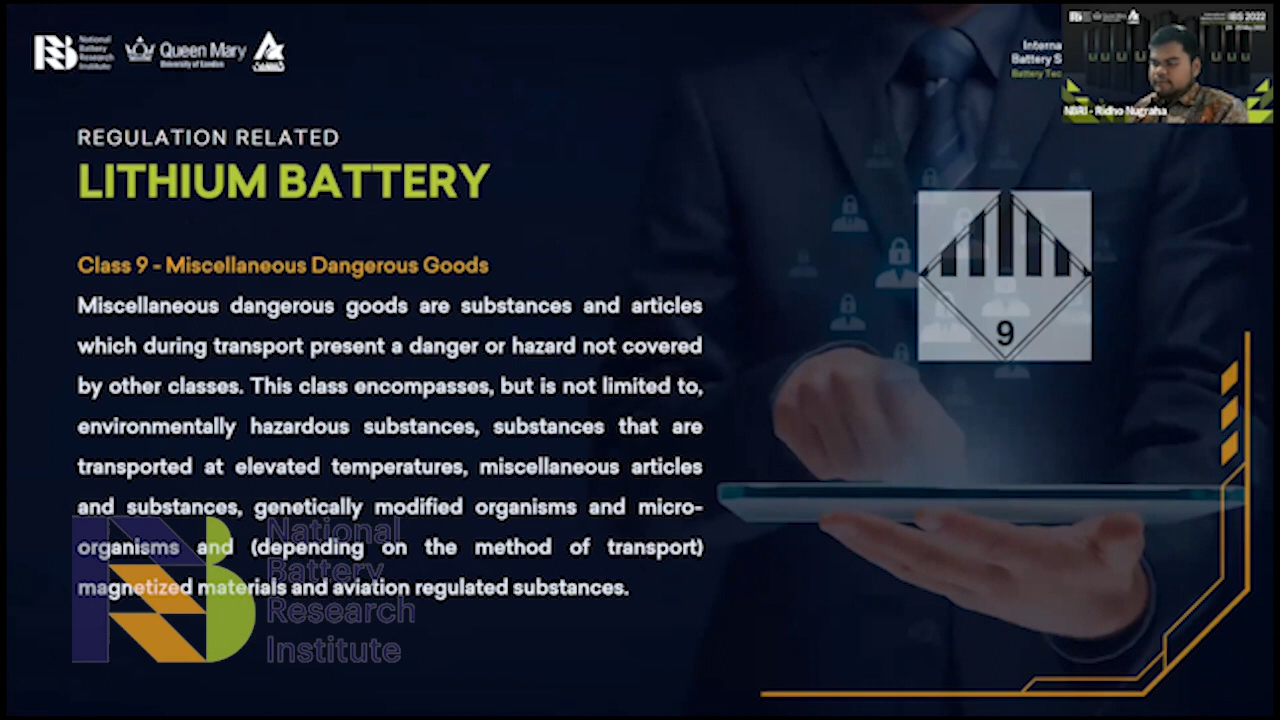 National
Battery
Research
Institute
Queen Mary
University of London
Interna
Battery S
Battery Tec
IBS 2022
NBRI - Ridho Nugraha
REGULATION RELATED
LITHIUM BATTERY
Class 9 - Miscellaneous Dangerous Goods
Miscellaneous dangerous goods are substances and articles
which during transport present a danger or hazard not covered
by other classes. This class encompasses, but is not limited to,
environmentally hazardous substances, substances that are
transported at elevated temperatures, miscellaneous articles
and substances, genetically modified organisms and micro-
organisms and (depending on the method of transport)
magnetized materials and aviation regulated substances.
9
National
Battery
Research
Institute